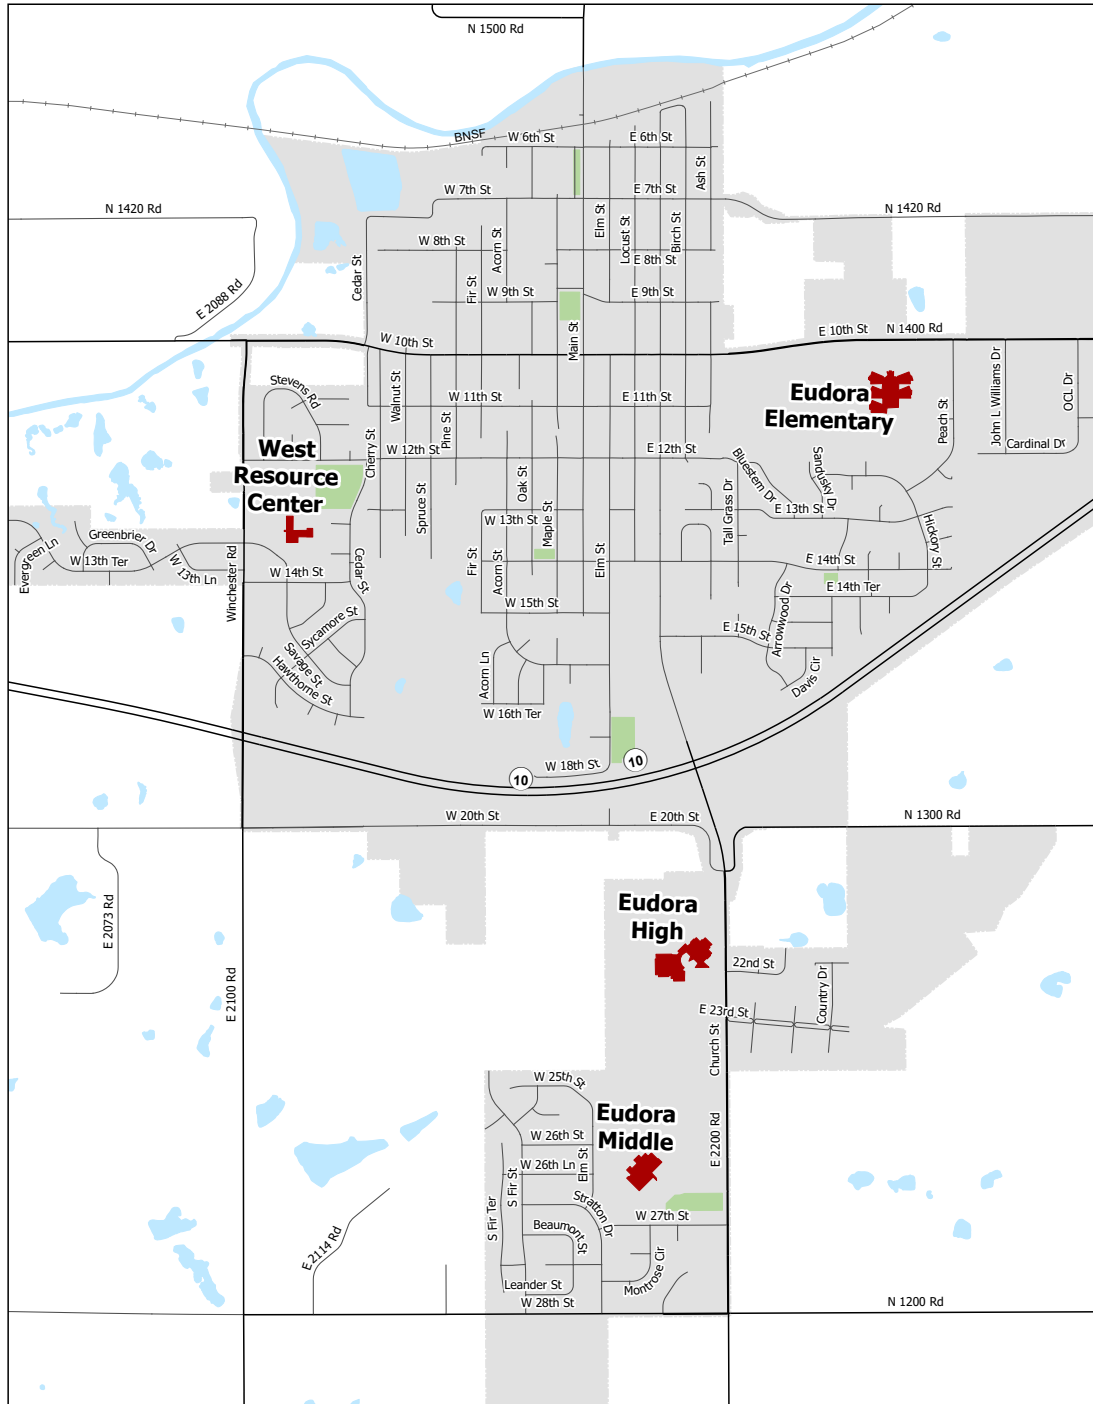 N 1500 Rd
BNSF
W 6th St
E 6th St
Ash St
W 7th St
E 7th St
N 1420 Rd
N 1420 Rd
Elm St
Locust St
Birch St
Acorn St
W 8th St
E 8th St
Cedar St
Fir St
W 9th St
E 9th St
E 2088 Rd
Main St
W 10th St
E 10th St
N 1400 Rd
Stevens Rd
Walnut St
W 11th St
E 11th St
Eudora
Elementary
Peach St
John L Williams Dr
OCL Dr
Cardinal Dr
Cherry St
Pine St
W 12th St
E 12th St
West
Resource
Center
Bluestem Dr
Sandusky Dr
Tall Grass Dr
Oak St
Spruce St
W 13th St
Maple St
E 13th St
Hickory St
Evergreen Ln
Greenbrier Dr
W 13th Ter
W 13th Ln
Winchester Rd
W 14th St
Cedar St
Fir St
Acorn St
Elm St
E 14th St
E 14th Ter
W 15th St
Arrowwood Dr
E 15th St
Sycamore St
Savage St
Hawthorne St
Acorn Ln
Davis Cir
W 16th Ter
W 18th St
10
10
W 20th St
E 20th St
N 1300 Rd
E 2073 Rd
Eudora
High
22nd St
E 2100 Rd
Country Dr
E 23rd St
Church St
W 25th St
Eudora
Middle
W 26th St
E 2200 Rd
W 26th Ln
Elm St
S Fir St
S Fir Ter
Stratton Dr
W 27th St
Beaumont St
E 2114 Rd
Montrose Cir
Leander St
W 28th St
N 1200 Rd